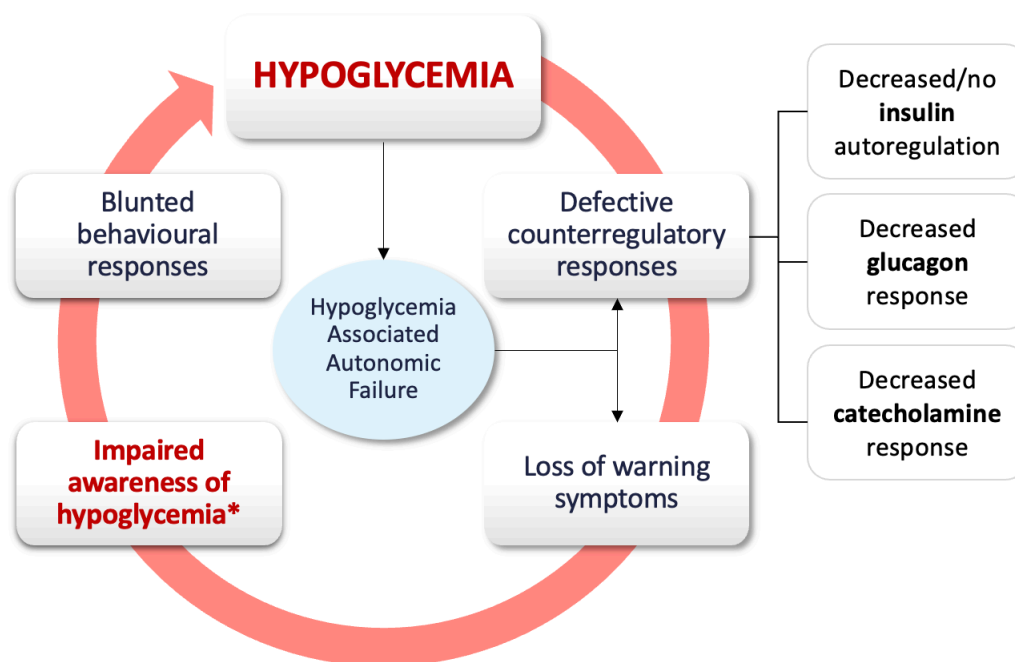 HYPOGLYCEMIA
Defective
counterregulatory
responses
Decreased/no
insulin
autoregulation
Decreased
glucagon
response
Decreased
catecholamine
response
Hypoglycemia
Associated
Autonomic
Failure
Loss of warning
symptoms
Impaired
awareness of
hypoglycemia*
Blunted
behavioural
responses